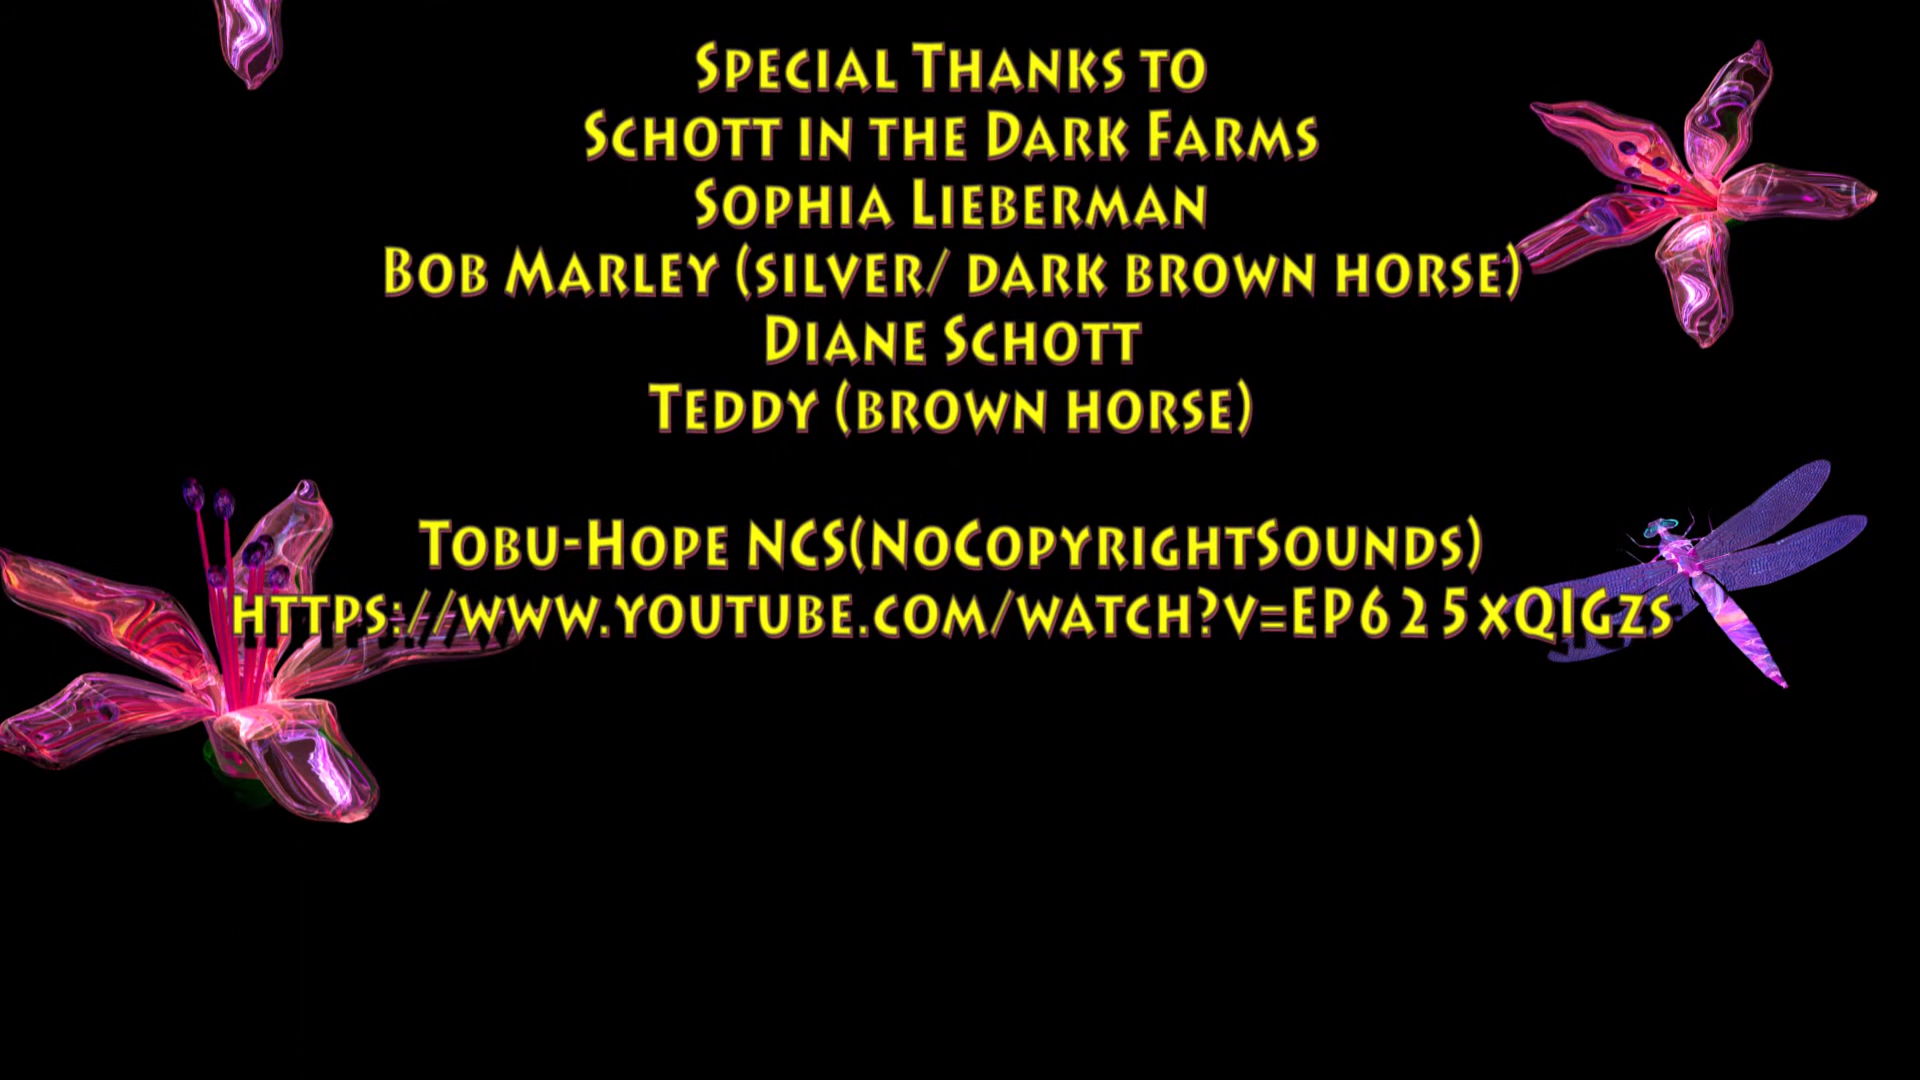 Special Thanks to
Schott in the Dark Farms
Sophia Lieberman
Bob Marley (silver/ dark brown horse)
Diane Schott
Teddy (brown horse)

Tobu-Hope NCS(NoCopyrightSounds)
https://www.youtube.com/watch?v=EP625xQIGzs